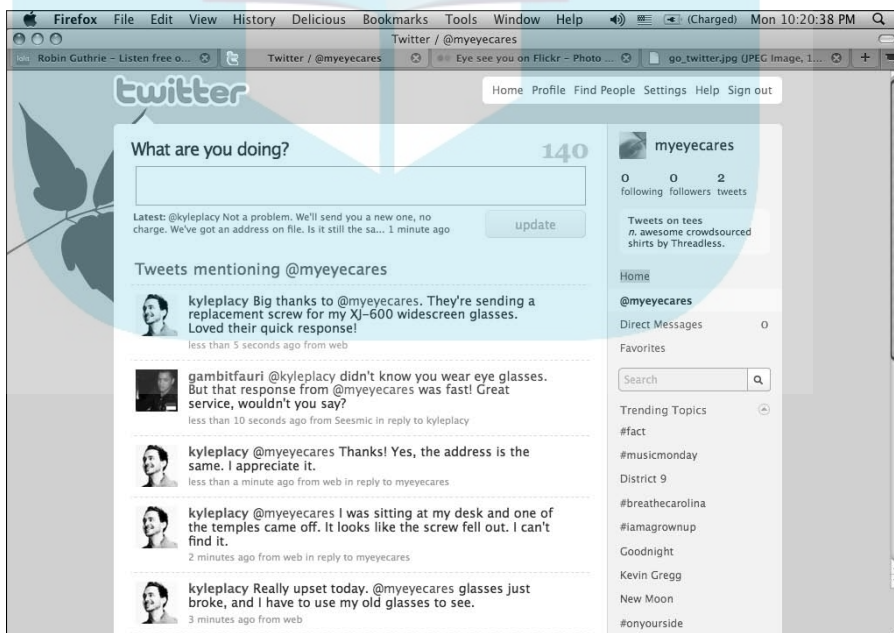 Firefox File Edit View History Delicious Bookmarks Tools Window Help (Charged) Mon 10:20:38 PM
Twitter / @myeyecares
lala Robin Guthrie – Listen free o... Twitter / @myeyecares Eye see you on Flickr – Photo ... go_twitter.jpg (JPEG Image, 1... +
twitter
Home Profile Find People Settings Help Sign out
What are you doing? 140
Latest: @kyleplacy Not a problem. We'll send you a new one, no
charge. We've got an address on file. Is it still the sa... 1 minute ago
update
Tweets mentioning @myeyecares
kyleplacy Big thanks to @myeyecares. They're sending a
replacement screw for my XJ-600 widescreen glasses.
Loved their quick response!
less than 5 seconds ago from web
gambitfauri @kyleplacy didn't know you wear eye glasses.
But that response from @myeyecares was fast! Great
service, wouldn't you say?
less than 10 seconds ago from Seesmic in reply to kyleplacy
kyleplacy @myeyecares Thanks! Yes, the address is the
same. I appreciate it.
less than a minute ago from web in reply to myeyecares
kyleplacy @myeyecares I was sitting at my desk and one of
the temples came off. It looks like the screw fell out. I can't
find it.
2 minutes ago from web in reply to myeyecares
kyleplacy Really upset today. @myeyecares glasses just
broke, and I have to use my old glasses to see.
3 minutes ago from web
myeyecares
0 0 2
following followers tweets
Tweets on tees
n. awesome crowdsourced
shirts by Threadless.
Home
@myeyecares
Direct Messages 0
Favorites
Search
Trending Topics
#fact
#musicmonday
District 9
#breathecarolina
#iamagrownup
Goodnight
Kevin Gregg
New Moon
#onyourside